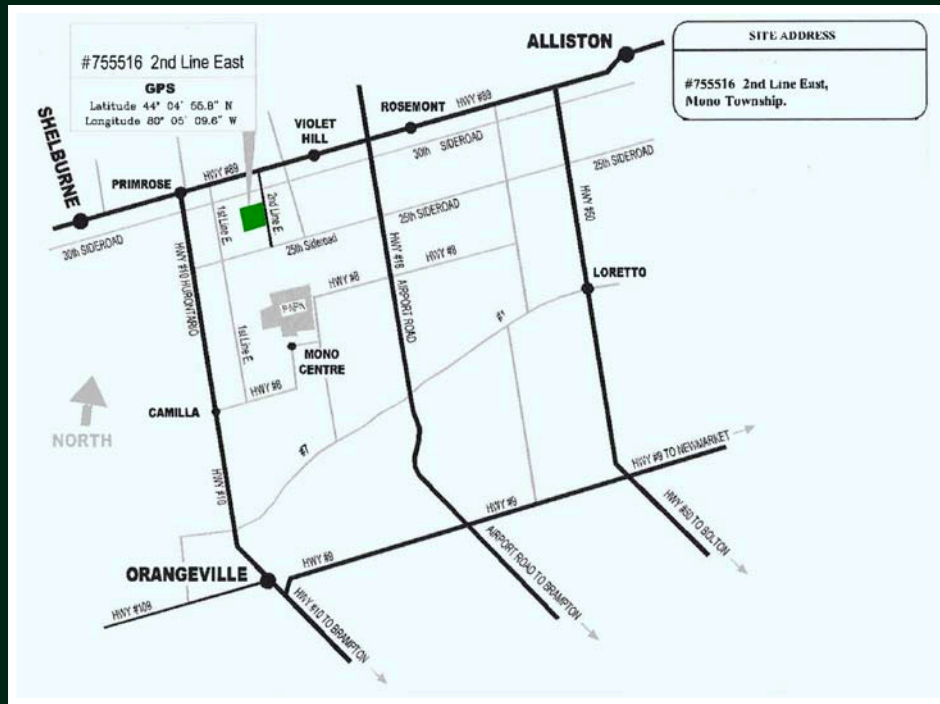 #755516 2nd Line East
GPS
Latitude 44° 04' 55.8" N
Longitude 80° 05' 09.6" W
SITE ADDRESS
#755516 2nd Line East,
Mono Township.
ALLISTON
HWY #89
ROSEMONT
VIOLET
HILL
30th SIDEROAD
25th SIDEROAD
SHELBURNE
PRIMROSE
HWY #89
1st Line E.
2nd Line E.
25th SIDEROAD
25th Sideroad
30th SIDEROAD
HWY #50
HWY #10 HURONTARIO
HWY #18
AIRPORT ROAD
HWY #8
HWY #8
LORETTO
PARK
1st Line E.
MONO
CENTRE
HWY #8
CAMILLA
NORTH
#7
HWY #10
HWY #9 TO NEWMARKET
HWY #9
HWY #50 TO BOLTON
AIRPORT ROAD TO BRAMPTON
ORANGEVILLE
HWY #9
HWY #109
HWY #10 TO BRAMPTON